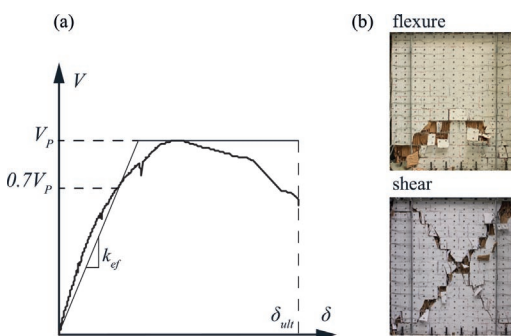 (a)
V
V_P
0.7V_P
k_ef
δ_ult
δ
(b)
flexure
shear